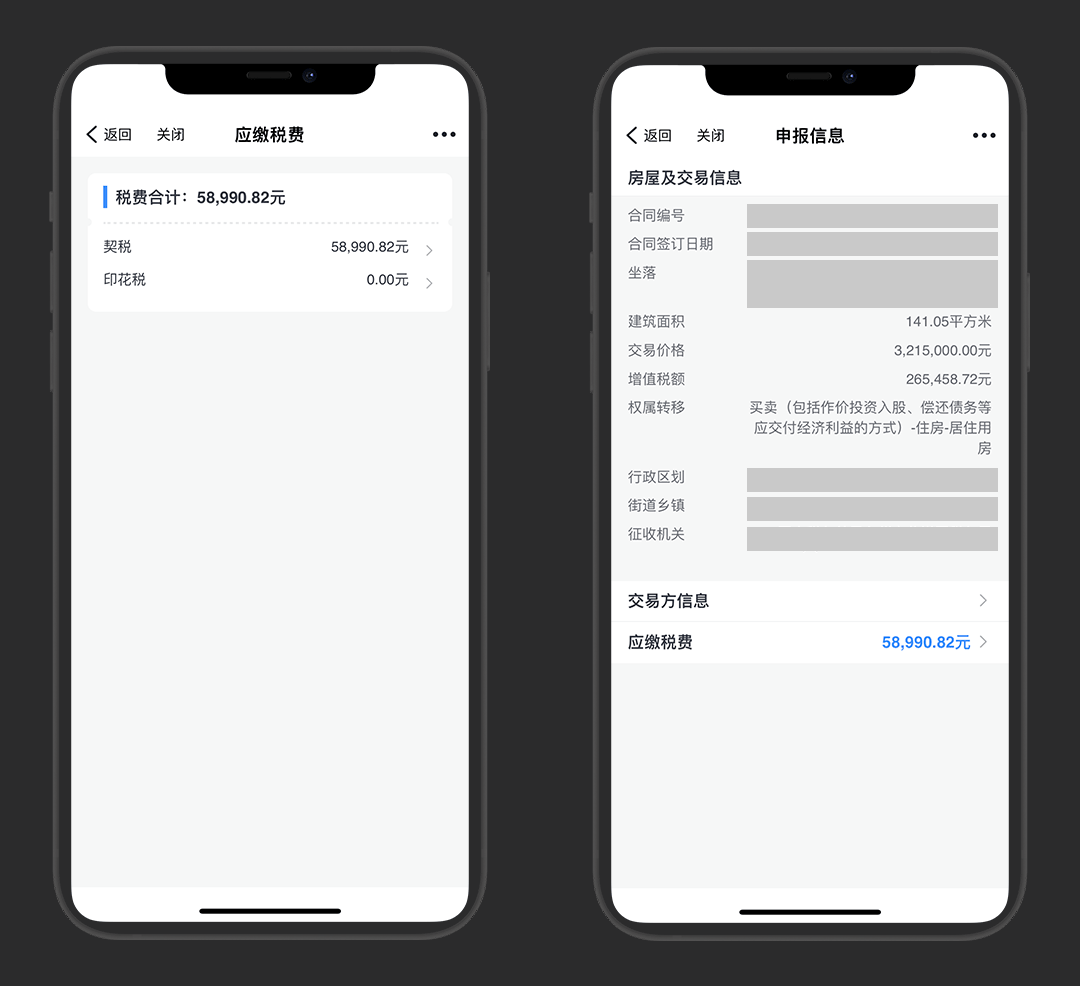 返回 关闭 应缴税费
税费合计：58,990.82元
契税 58,990.82元
印花税 0.00元
返回 关闭 申报信息
房屋及交易信息
合同编号
合同签订日期
坐落
建筑面积 141.05平方米
交易价格 3,215,000.00元
增值税额 265,458.72元
权属转移 买卖（包括作价投资入股、偿还债务等
应交付经济利益的方式）-住房-居住用
房
行政区划
街道乡镇
征收机关
交易方信息
应缴税费 58,990.82元